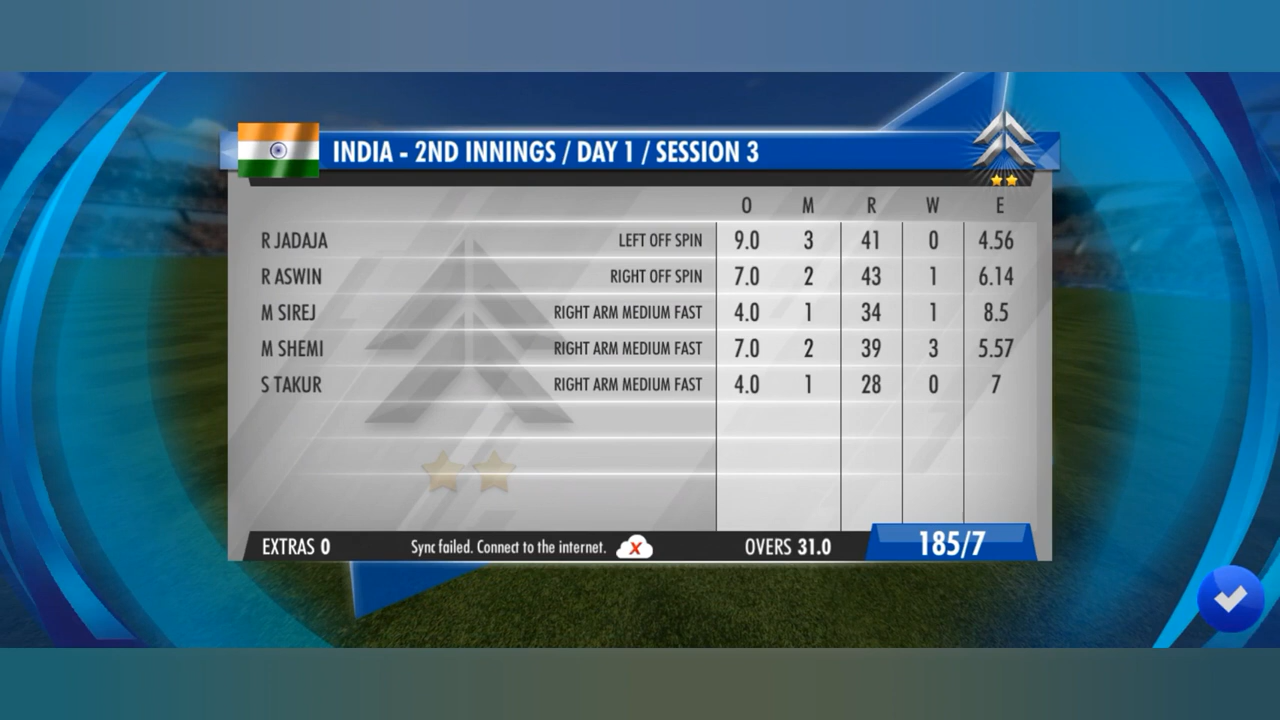 INDIA - 2ND INNINGS / DAY 1 / SESSION 3
O M R W E
R JADAJA LEFT OFF SPIN 9.0 3 41 0 4.56
R ASWIN RIGHT OFF SPIN 7.0 2 43 1 6.14
M SIREJ RIGHT ARM MEDIUM FAST 4.0 1 34 1 8.5
M SHEMI RIGHT ARM MEDIUM FAST 7.0 2 39 3 5.57
S TAKUR RIGHT ARM MEDIUM FAST 4.0 1 28 0 7
EXTRAS 0 Sync failed. Connect to the internet. X OVERS 31.0 185/7